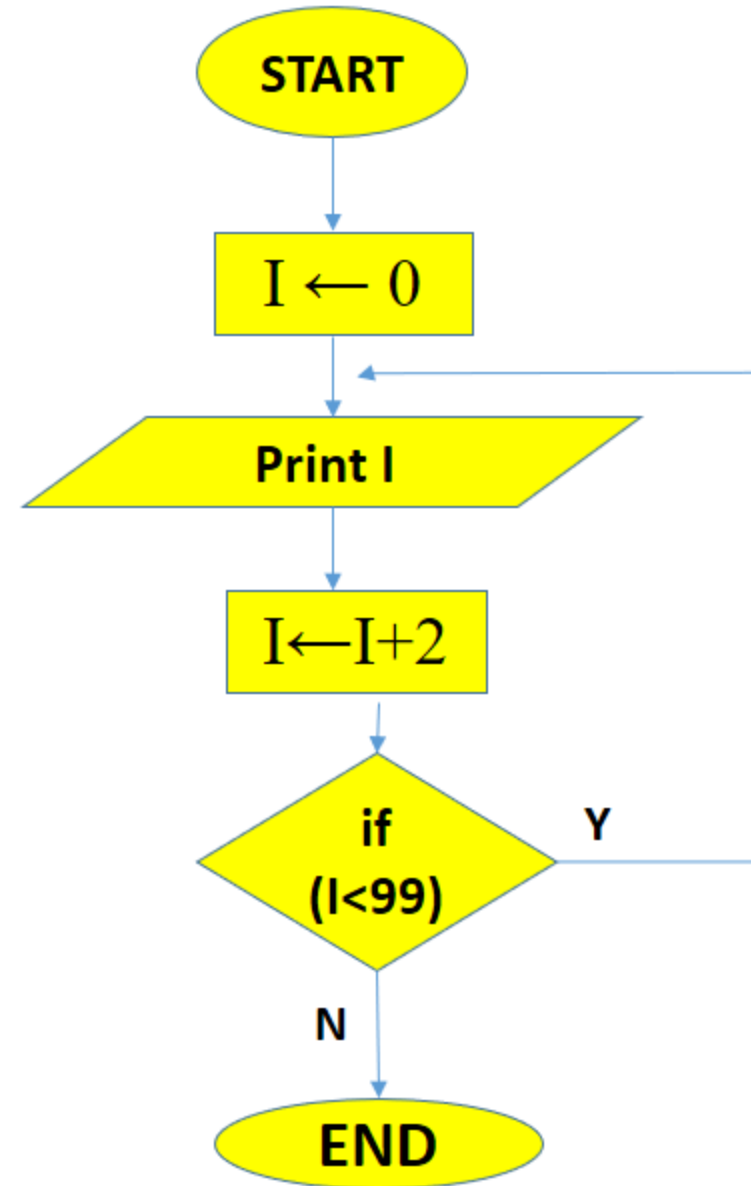 START
I ← 0
Print I
I←I+2
if
(I<99)
Y
N
END